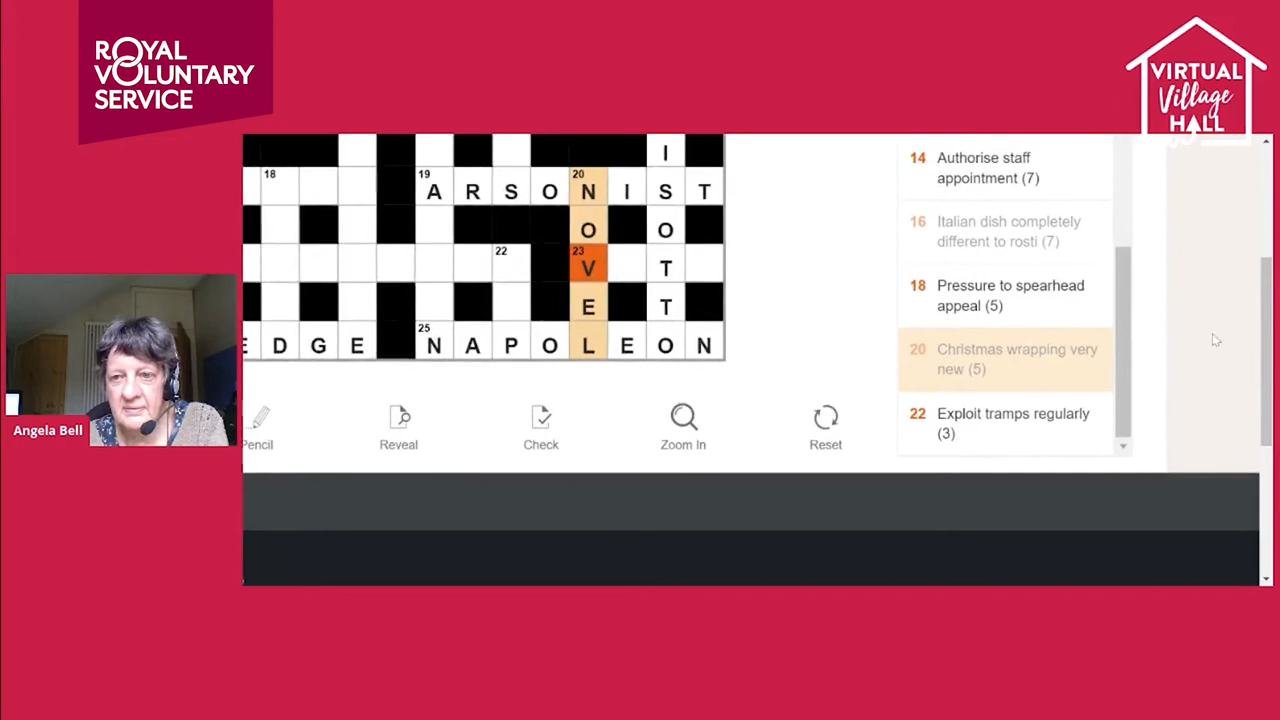 ROYAL
VOLUNTARY
SERVICE
VIRTUAL
Village
HALL
I
18 19 20
A R S O N I S T
O O
22 23
V T
E T
25
E D G E N A P O L E O N
14 Authorise staff
appointment (7)
16 Italian dish completely
different to rosti (7)
18 Pressure to spearhead
appeal (5)
20 Christmas wrapping very
new (5)
22 Exploit tramps regularly
(3)
Pencil Reveal Check Zoom In Reset
Angela Bell